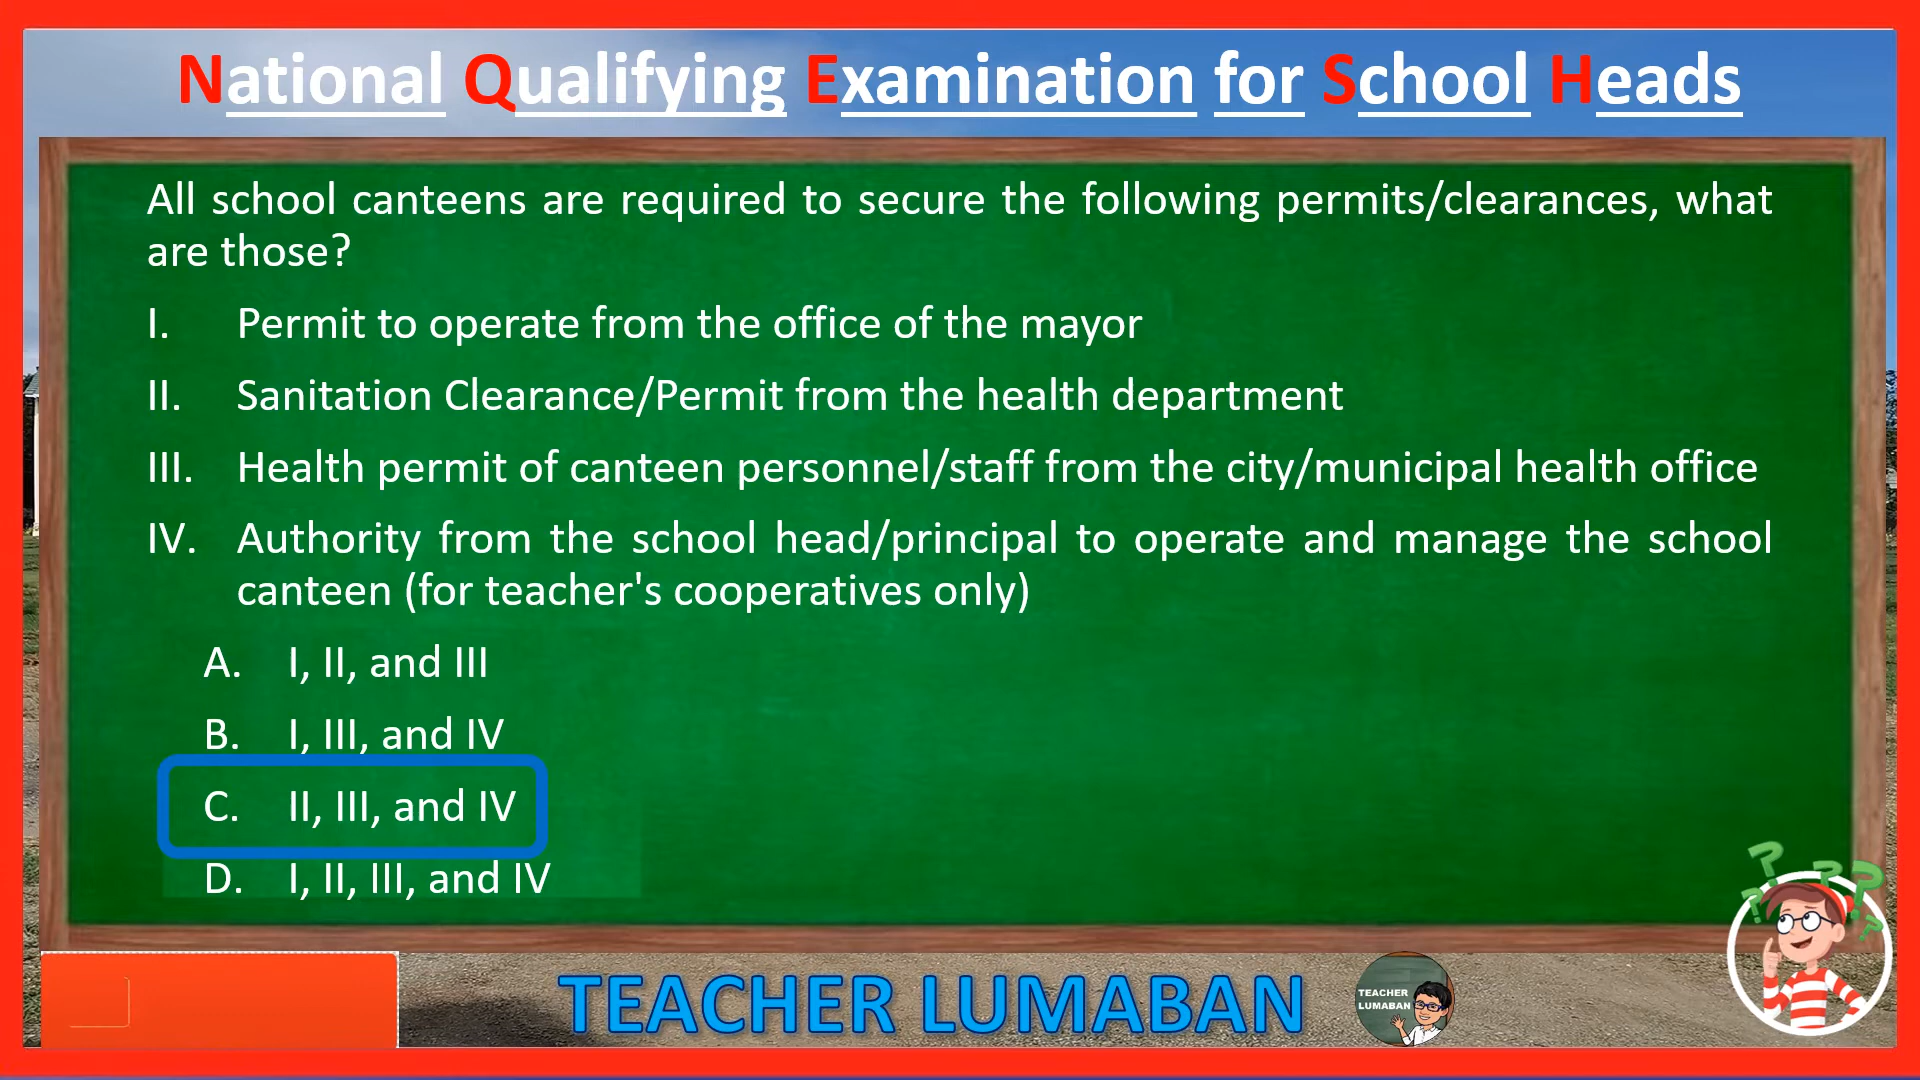 National Qualifying Examination for School Heads
All school canteens are required to secure the following permits/clearances, what
are those?
I. Permit to operate from the office of the mayor
II. Sanitation Clearance/Permit from the health department
III. Health permit of canteen personnel/staff from the city/municipal health office
IV. Authority from the school head/principal to operate and manage the school
canteen (for teacher's cooperatives only)
A. I, II, and III
B. I, III, and IV
C. II, III, and IV
D. I, II, III, and IV
TEACHER LUMABAN
TEACHER
LUMABAN